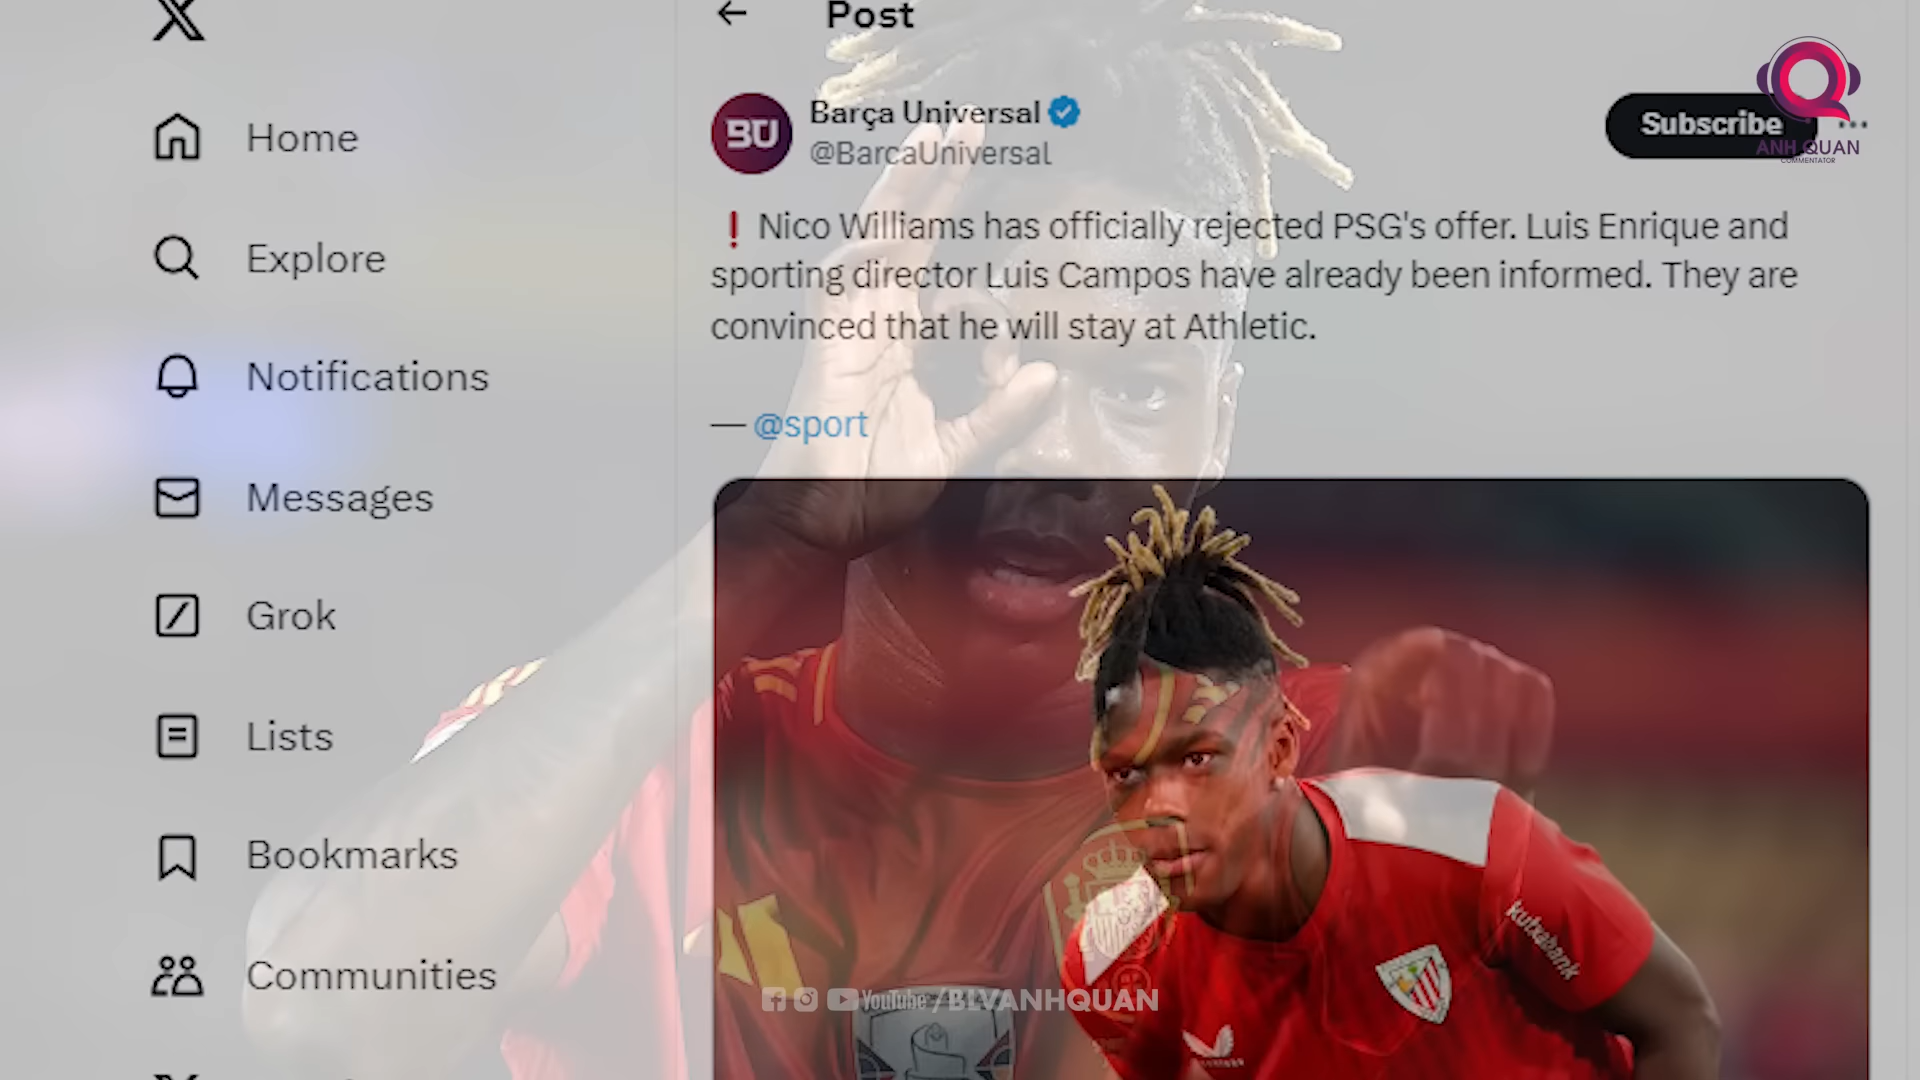 Post
Home
Explore
Notifications
Messages
Grok
Lists
Bookmarks
Communities
BU
Barça Universal
@BarcaUniversal
Subscribe
ANH QUAN
COMMENTATOR
❗ Nico Williams has officially rejected PSG's offer. Luis Enrique and
sporting director Luis Campos have already been informed. They are
convinced that he will stay at Athletic.
— @sport
kutxabank
YouTube /BLVANHQUAN